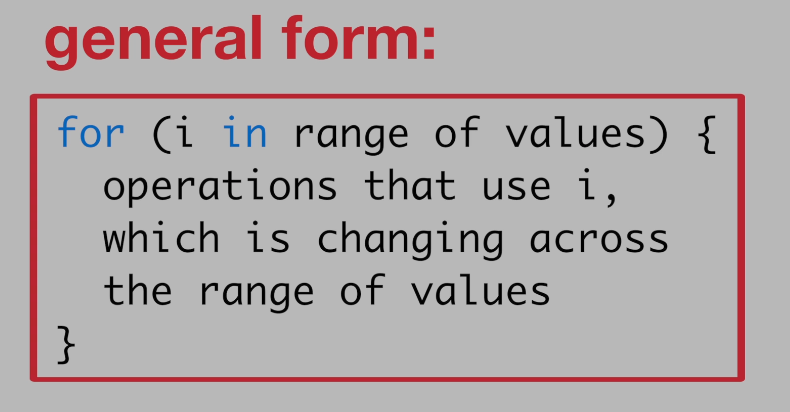 general form:
for (i in range of values) {
operations that use i,
which is changing across
the range of values
}